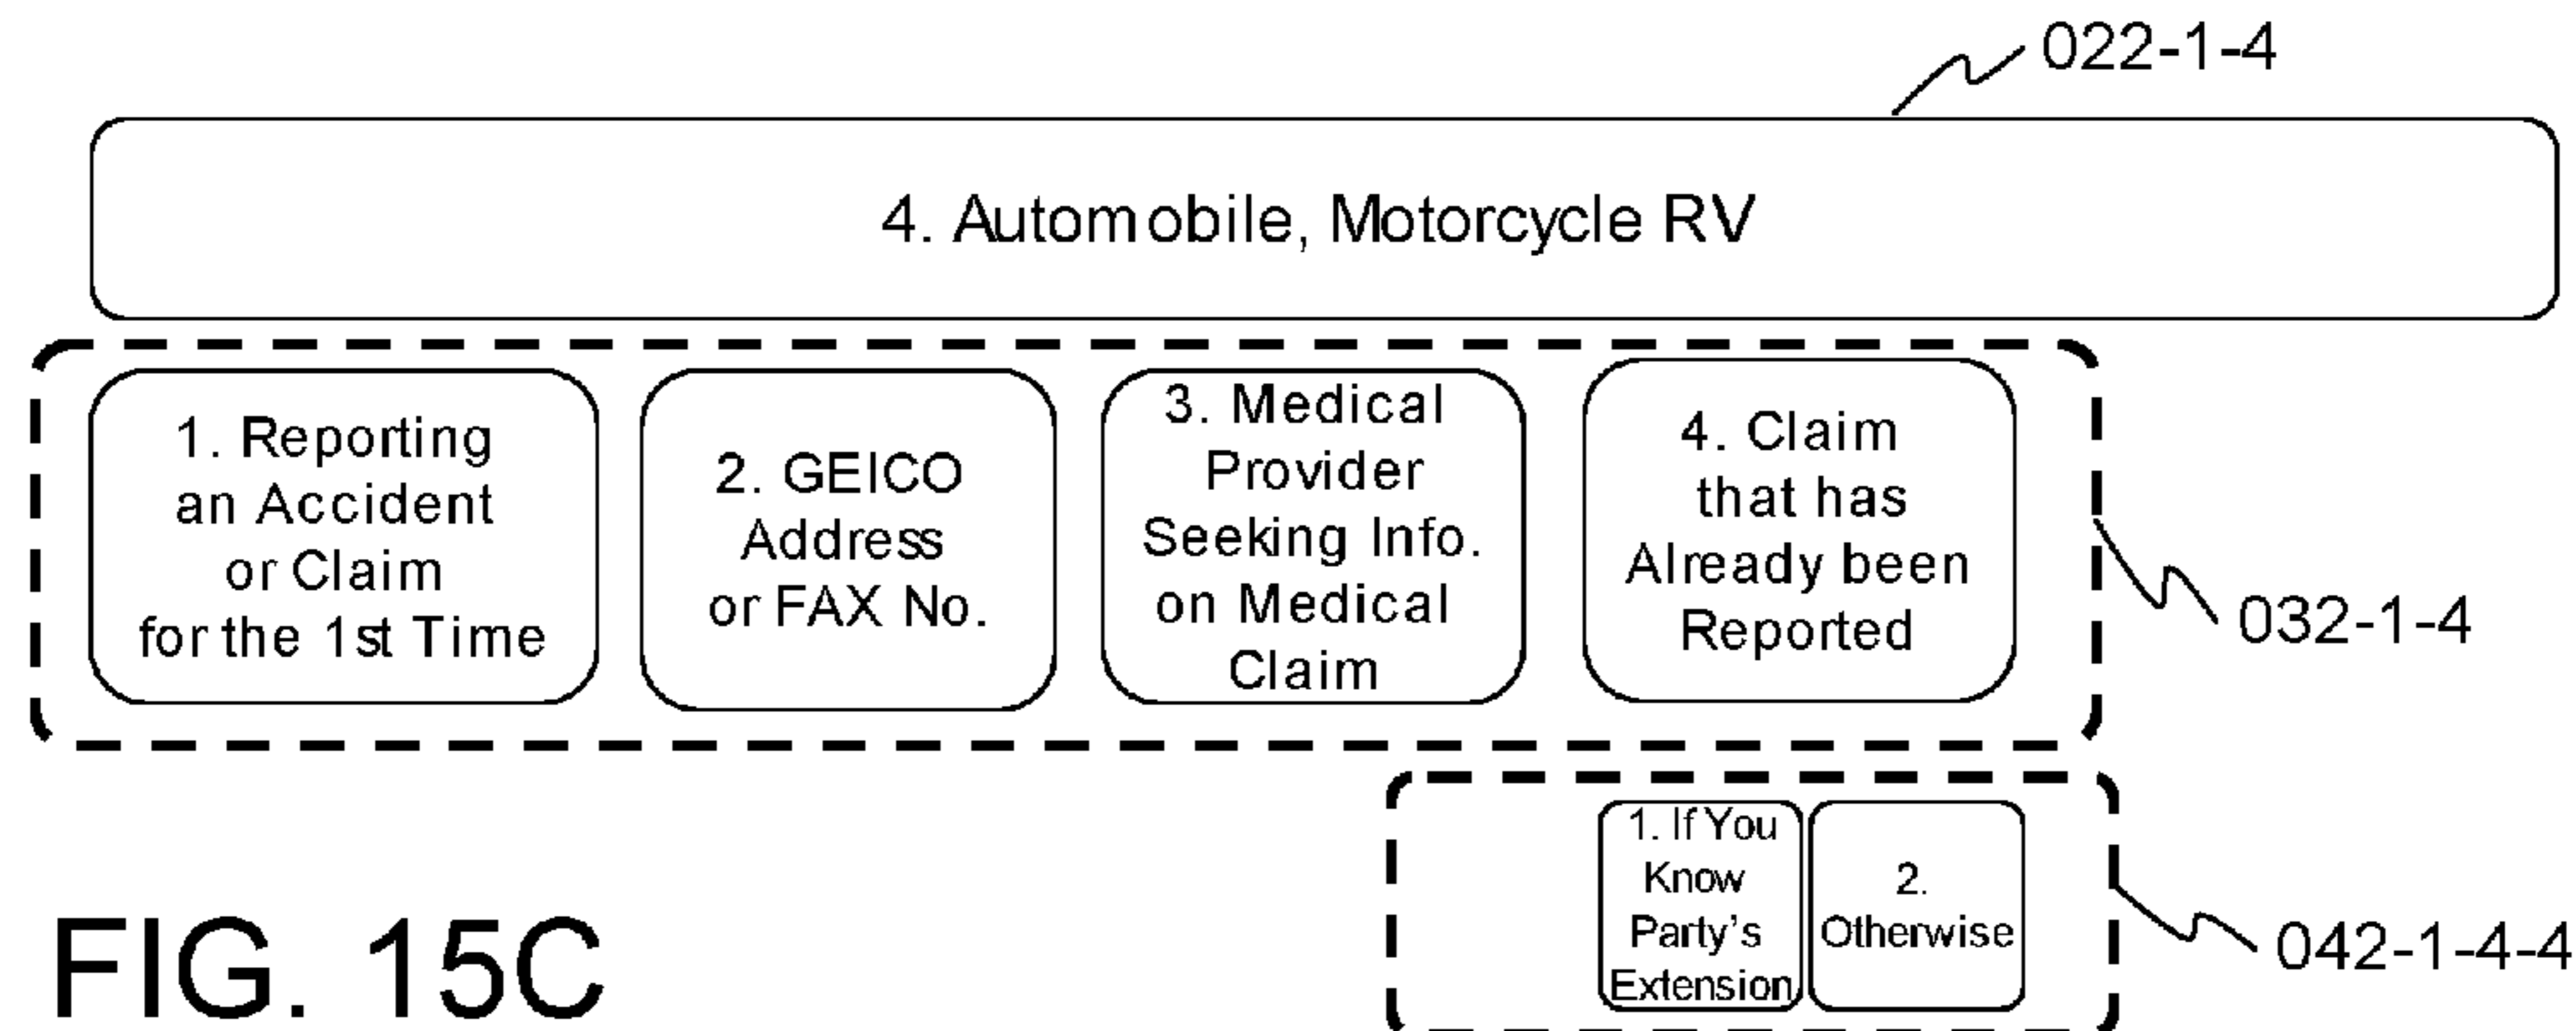 022-1-4
4. Automobile, Motorcycle RV
1. Reporting
an Accident
or Claim
for the 1st Time
2. GEICO
Address
or FAX No.
3. Medical
Provider
Seeking Info.
on Medical
Claim
4. Claim
that has
Already been
Reported
032-1-4
1. If You
Know
Party's
Extension
2.
Otherwise
042-1-4-4
FIG. 15C